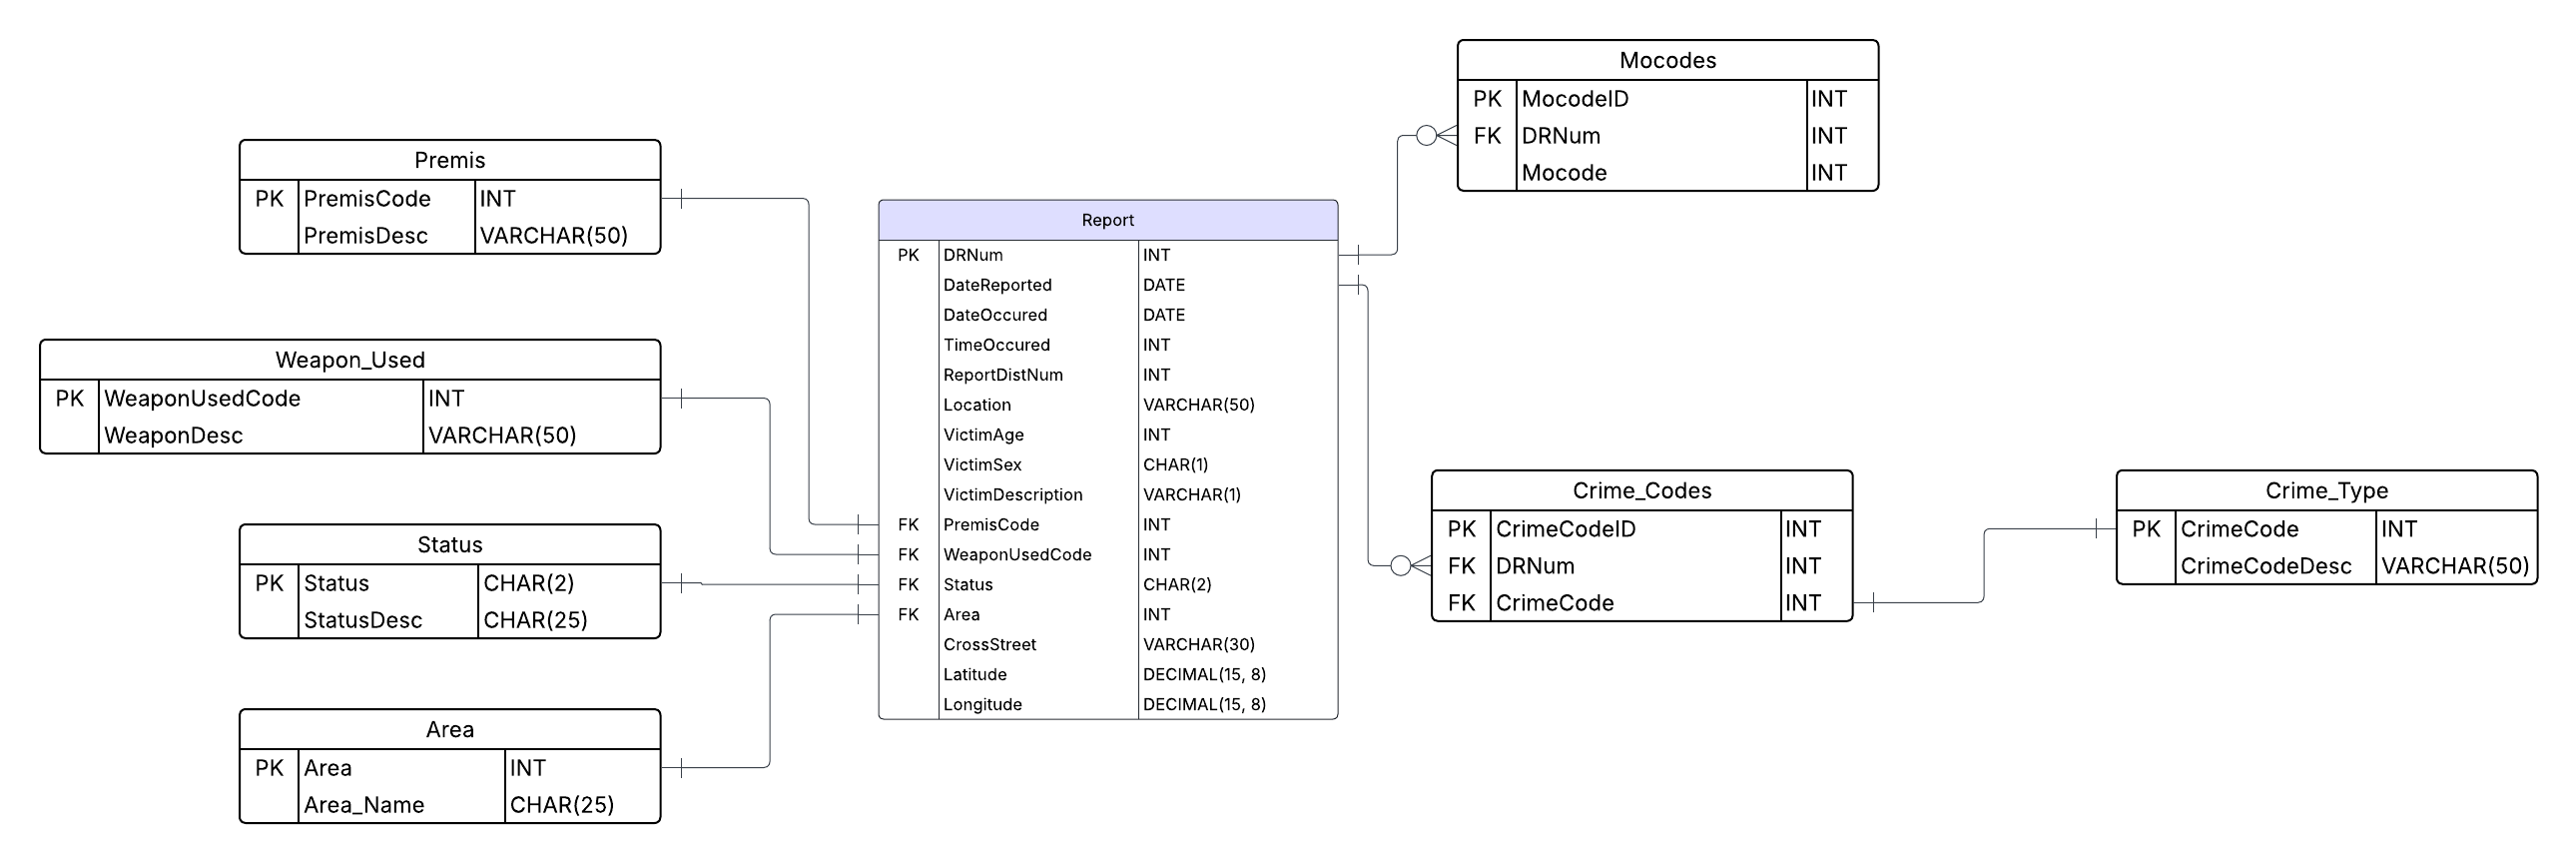 Mocodes
PK MocodeID INT
FK DRNum INT
Mocode INT
Premis
PK PremisCode INT
PremisDesc VARCHAR(50)
Report
PK DRNum INT
DateReported DATE
DateOccured DATE
TimeOccured INT
ReportDistNum INT
Location VARCHAR(50)
VictimAge INT
VictimSex CHAR(1)
VictimDescription VARCHAR(1)
FK PremisCode INT
FK WeaponUsedCode INT
FK Status CHAR(2)
FK Area INT
CrossStreet VARCHAR(30)
Latitude DECIMAL(15, 8)
Longitude DECIMAL(15, 8)
Weapon_Used
PK WeaponUsedCode INT
WeaponDesc VARCHAR(50)
Status
PK Status CHAR(2)
StatusDesc CHAR(25)
Area
PK Area INT
Area_Name CHAR(25)
Crime_Codes
PK CrimeCodeID INT
FK DRNum INT
FK CrimeCode INT
Crime_Type
PK CrimeCode INT
CrimeCodeDesc VARCHAR(50)